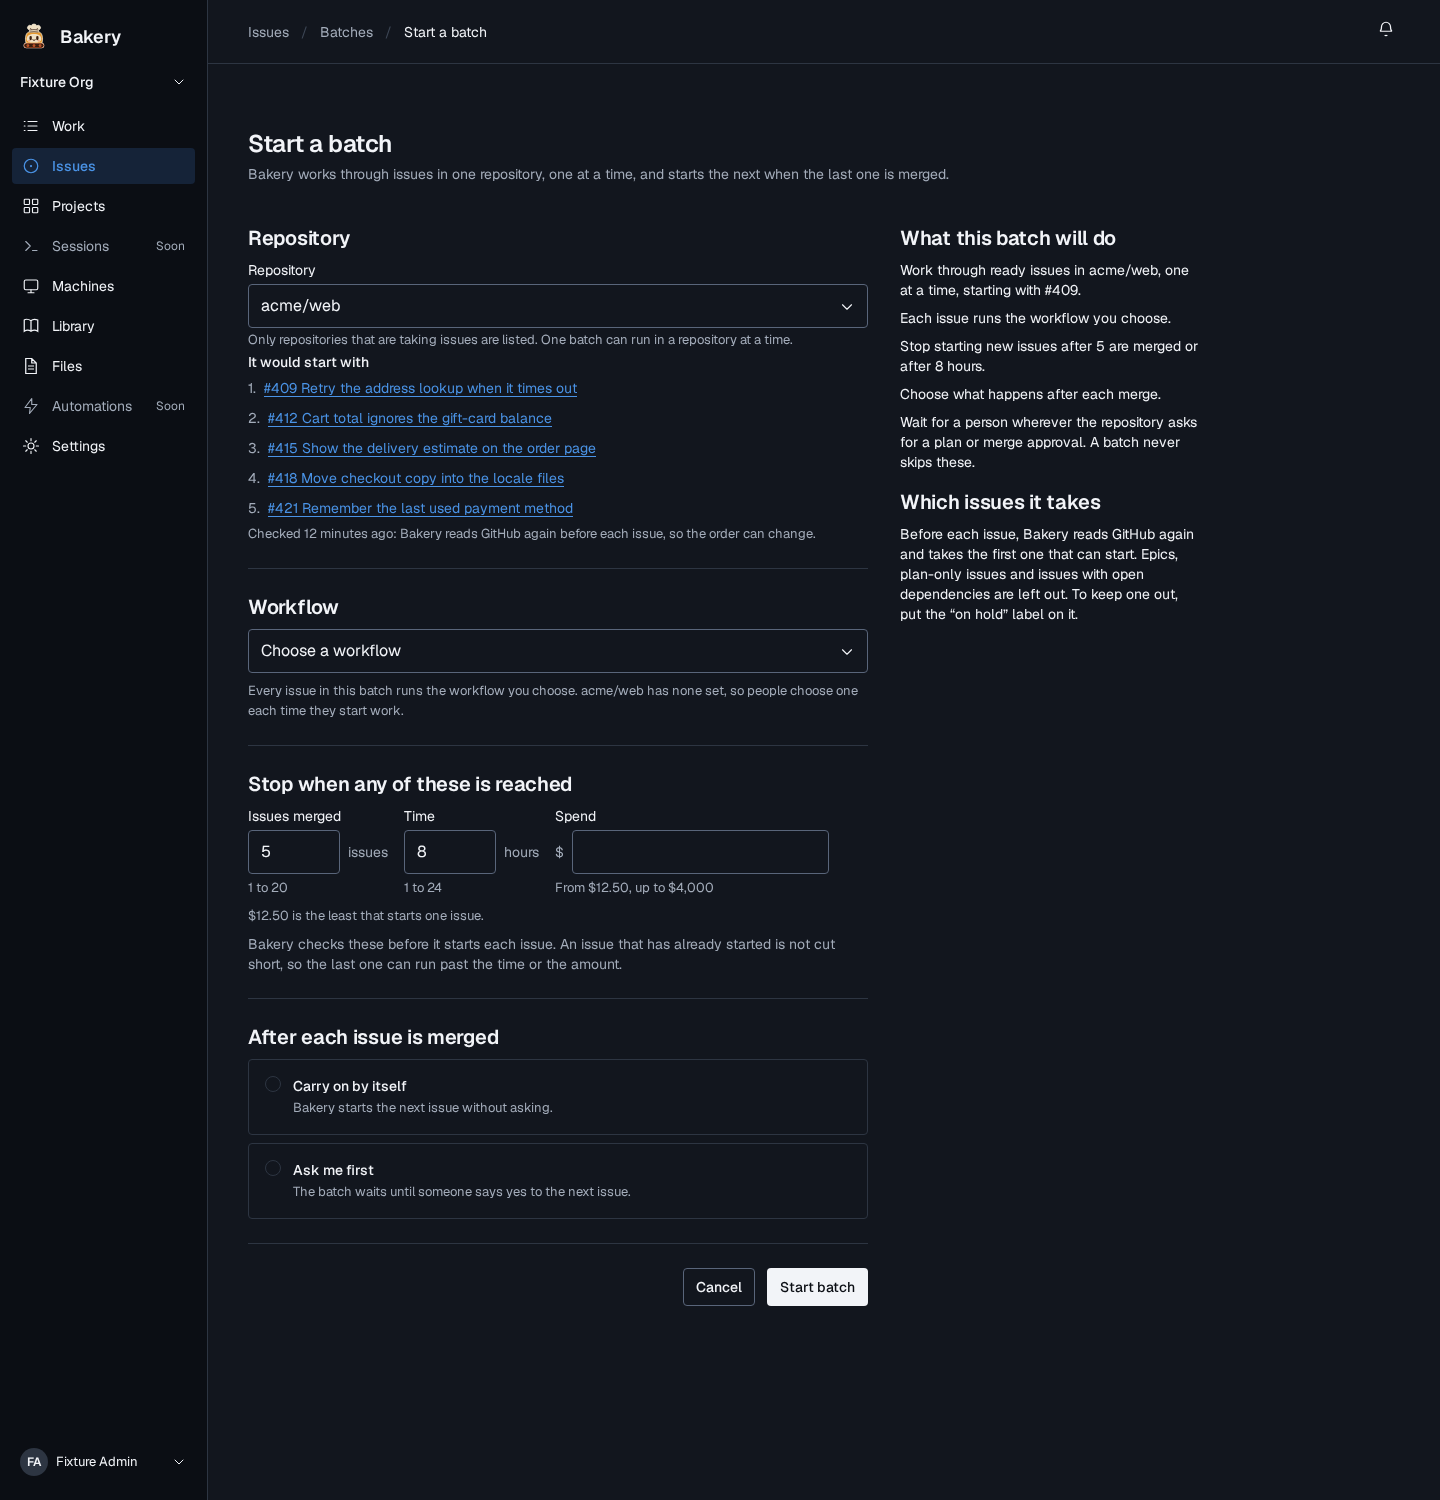 Bakery
Fixture Org
Work
Issues
Projects
Sessions Soon
Machines
Library
Files
Automations Soon
Settings
FA Fixture Admin
Issues / Batches / Start a batch
Start a batch
Bakery works through issues in one repository, one at a time, and starts the next when the last one is merged.
Repository
Repository
acme/web
Only repositories that are taking issues are listed. One batch can run in a repository at a time.
It would start with
1. #409 Retry the address lookup when it times out
2. #412 Cart total ignores the gift-card balance
3. #415 Show the delivery estimate on the order page
4. #418 Move checkout copy into the locale files
5. #421 Remember the last used payment method
Checked 12 minutes ago: Bakery reads GitHub again before each issue, so the order can change.
Workflow
Choose a workflow
Every issue in this batch runs the workflow you choose. acme/web has none set, so people choose one
each time they start work.
Stop when any of these is reached
Issues merged Time Spend
5 issues 8 hours $
1 to 20 1 to 24 From $12.50, up to $4,000
$12.50 is the least that starts one issue.
Bakery checks these before it starts each issue. An issue that has already started is not cut
short, so the last one can run past the time or the amount.
After each issue is merged
Carry on by itself
Bakery starts the next issue without asking.
Ask me first
The batch waits until someone says yes to the next issue.
Cancel Start batch
What this batch will do
Work through ready issues in acme/web, one
at a time, starting with #409.
Each issue runs the workflow you choose.
Stop starting new issues after 5 are merged or
after 8 hours.
Choose what happens after each merge.
Wait for a person wherever the repository asks
for a plan or merge approval. A batch never
skips these.
Which issues it takes
Before each issue, Bakery reads GitHub again
and takes the first one that can start. Epics,
plan-only issues and issues with open
dependencies are left out. To keep one out,
put the “on hold” label on it.